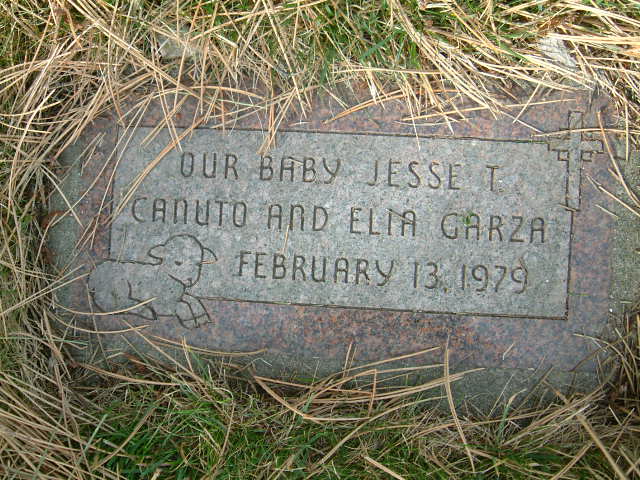 OUR BABY JESSE T.
CANUTO AND ELIA GARZA
FEBRUARY 13, 1979